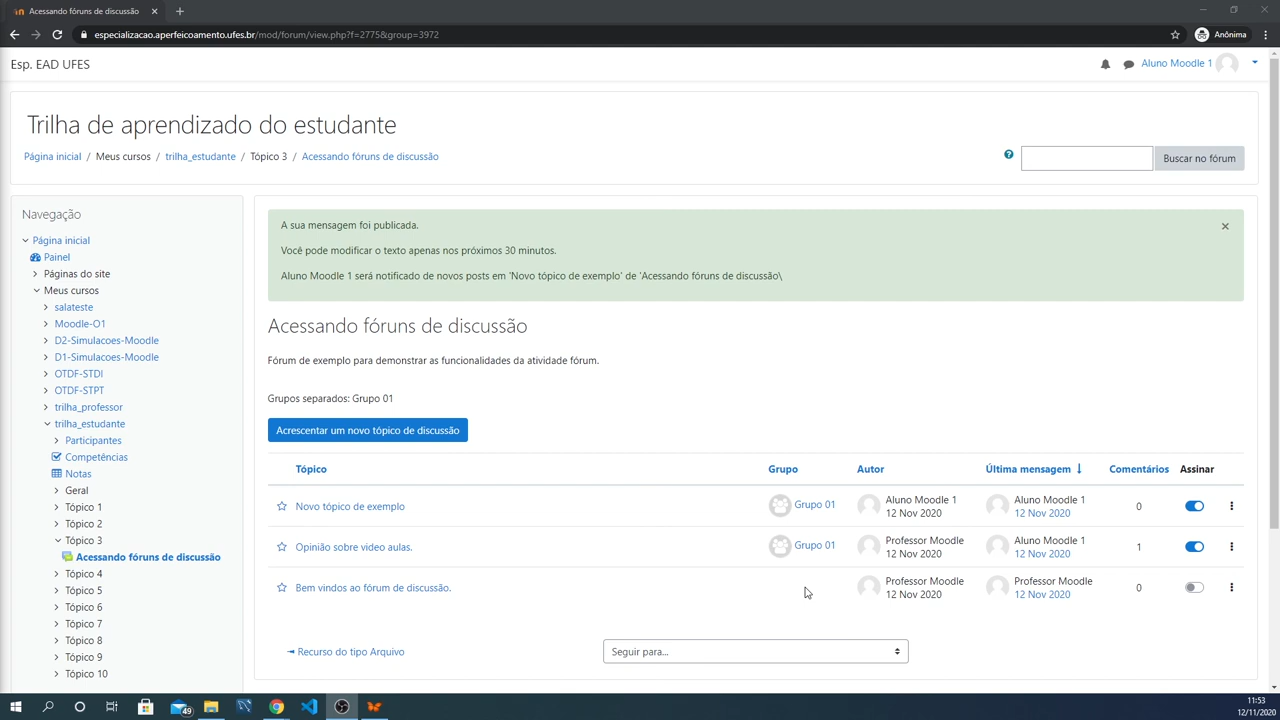 Acessando fóruns de discussão
especializacao.aperfeicoamento.ufes.br/mod/forum/view.php?f=2775&group=3972
Anônima
Esp. EAD UFES
Aluno Moodle 1
Trilha de aprendizado do estudante
Página inicial / Meus cursos / trilha_estudante / Tópico 3 / Acessando fóruns de discussão
Buscar no fórum
Navegação
Página inicial
Painel
Páginas do site
Meus cursos
salateste
Moodle-O1
D2-Simulacoes-Moodle
D1-Simulacoes-Moodle
OTDF-STDI
OTDF-STPT
trilha_professor
trilha_estudante
Participantes
Competências
Notas
Geral
Tópico 1
Tópico 2
Tópico 3
Acessando fóruns de discussão
Tópico 4
Tópico 5
Tópico 6
Tópico 7
Tópico 8
Tópico 9
Tópico 10
A sua mensagem foi publicada.
Você pode modificar o texto apenas nos próximos 30 minutos.
Aluno Moodle 1 será notificado de novos posts em 'Novo tópico de exemplo' de 'Acessando fóruns de discussão\
Acessando fóruns de discussão
Fórum de exemplo para demonstrar as funcionalidades da atividade fórum.
Grupos separados: Grupo 01
Acrescentar um novo tópico de discussão
Tópico Grupo Autor Última mensagem ↓ Comentários Assinar
Novo tópico de exemplo Grupo 01 Aluno Moodle 1 Aluno Moodle 1 0
12 Nov 2020 12 Nov 2020
Opinião sobre video aulas. Grupo 01 Professor Moodle Aluno Moodle 1 1
12 Nov 2020 12 Nov 2020
Bem vindos ao fórum de discussão. Professor Moodle Professor Moodle 0
12 Nov 2020 12 Nov 2020
◄ Recurso do tipo Arquivo
Seguir para...
49
11:53
12/11/2020